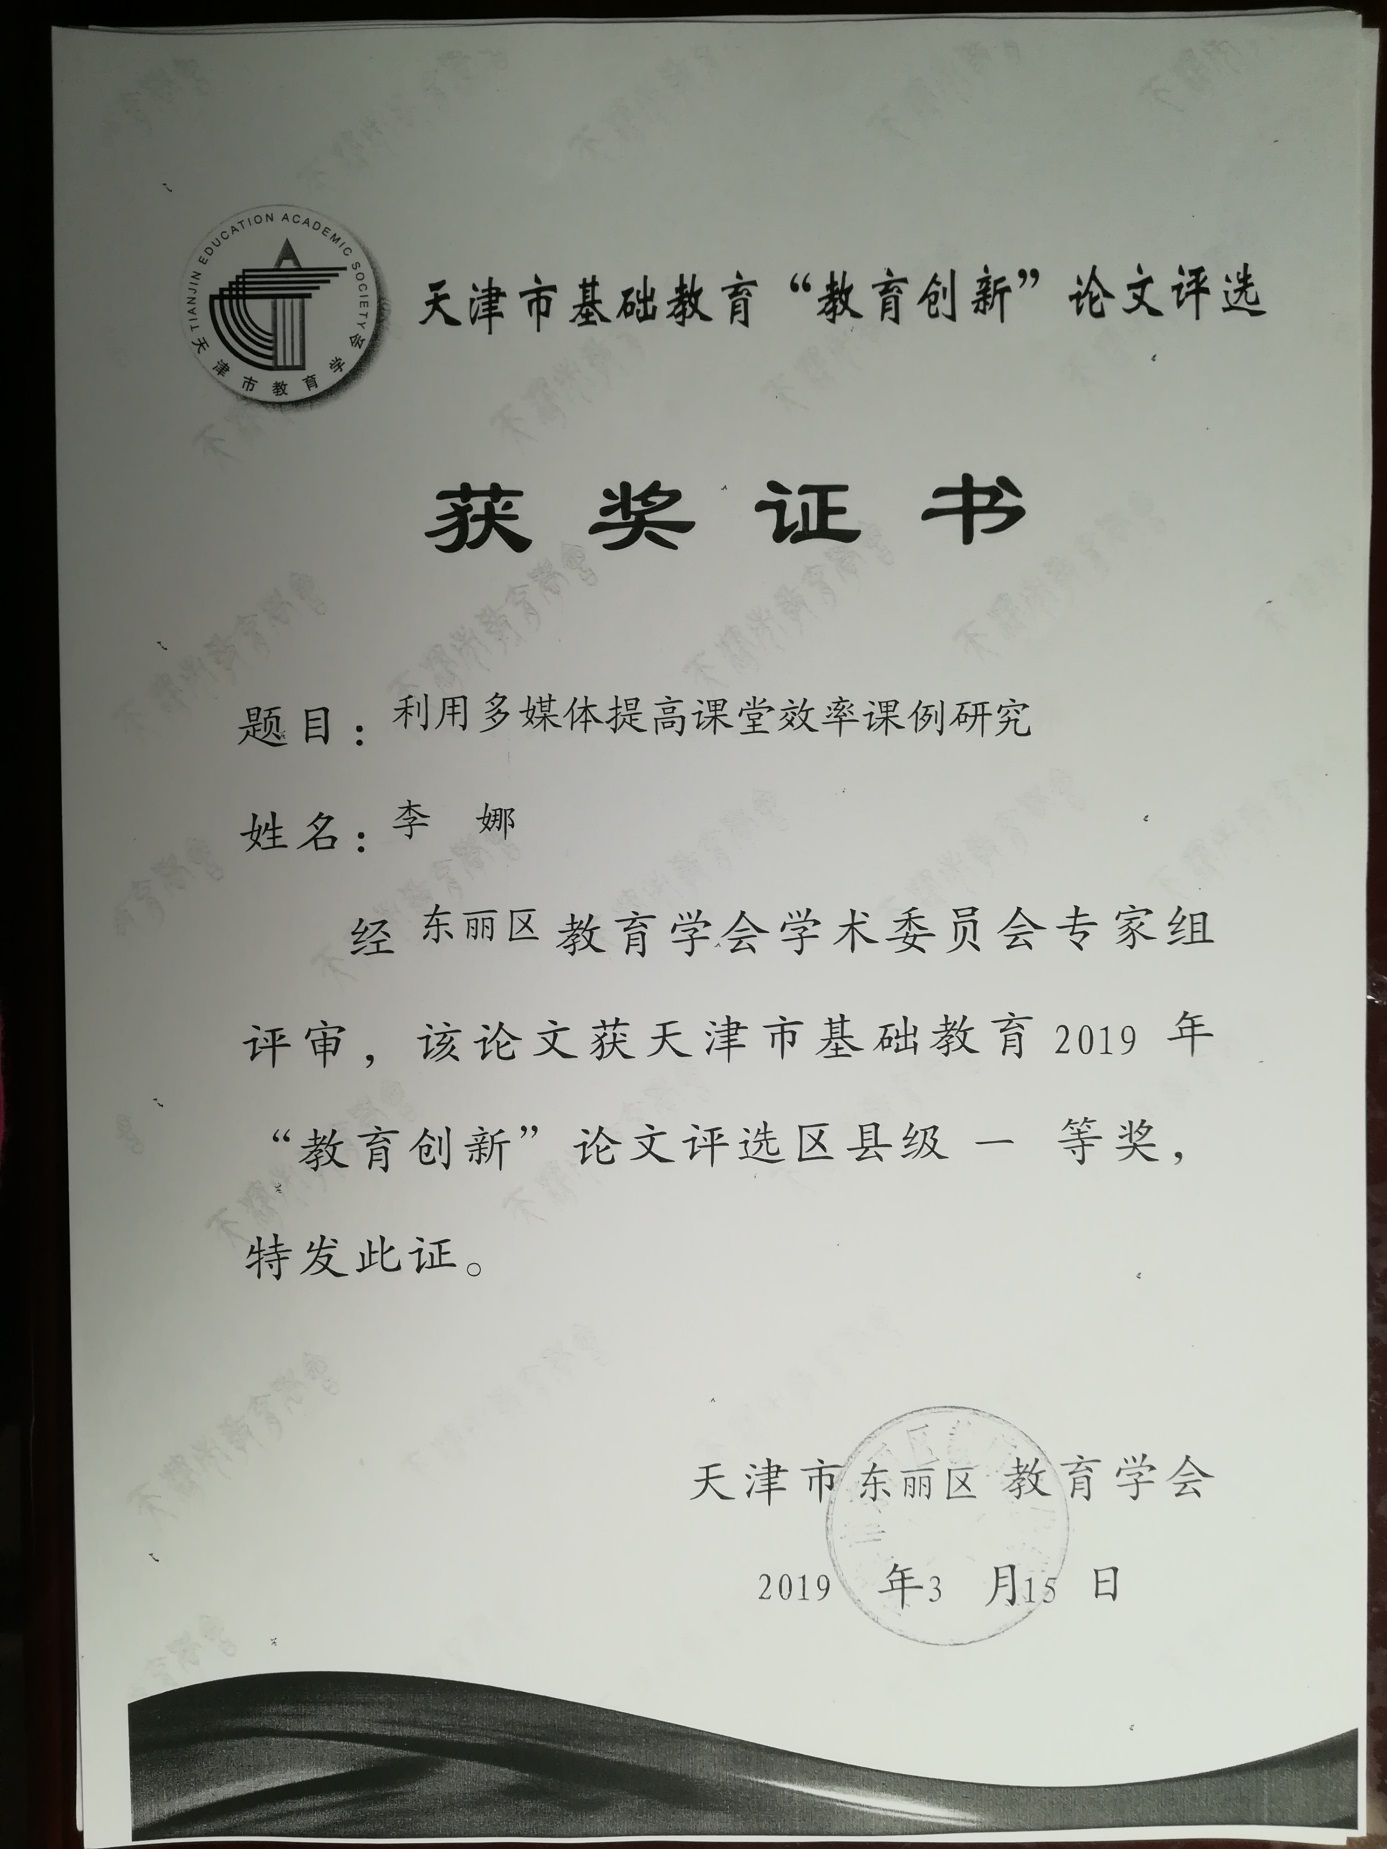 TIANJIN EDUCATION ACADEMIC SOCIETY
天津市教育学会
天津市基础教育“教育创新”论文评选
获奖证书
题目：利用多媒体提高课堂效率课例研究
姓名：李 娜
经 东丽区 教育学会学术委员会专家组
评审，该论文获天津市基础教育 2019 年
“教育创新”论文评选区县级 一 等奖，
特发此证。
天津市 东丽区 教育学会
2019 年3 月15 日